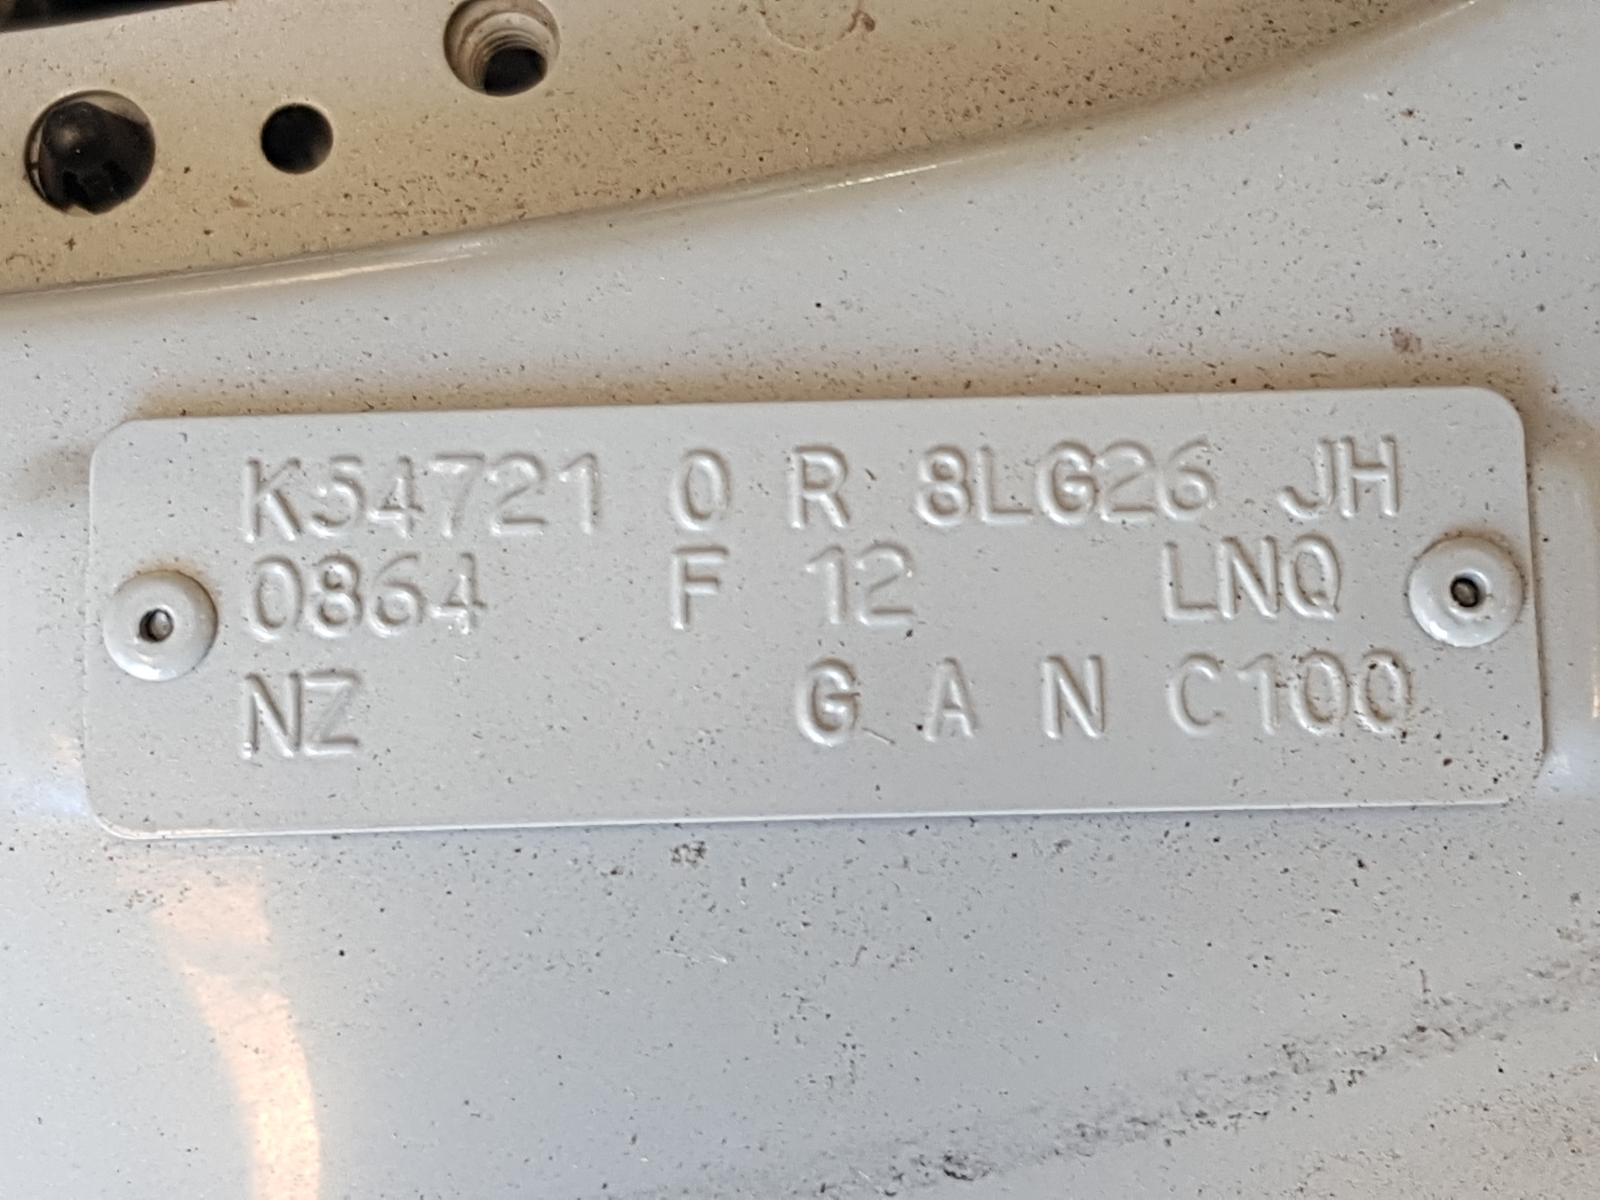 K54721 0 R 8LG26 JH
0864 F 12 LNQ
NZ G A N C100